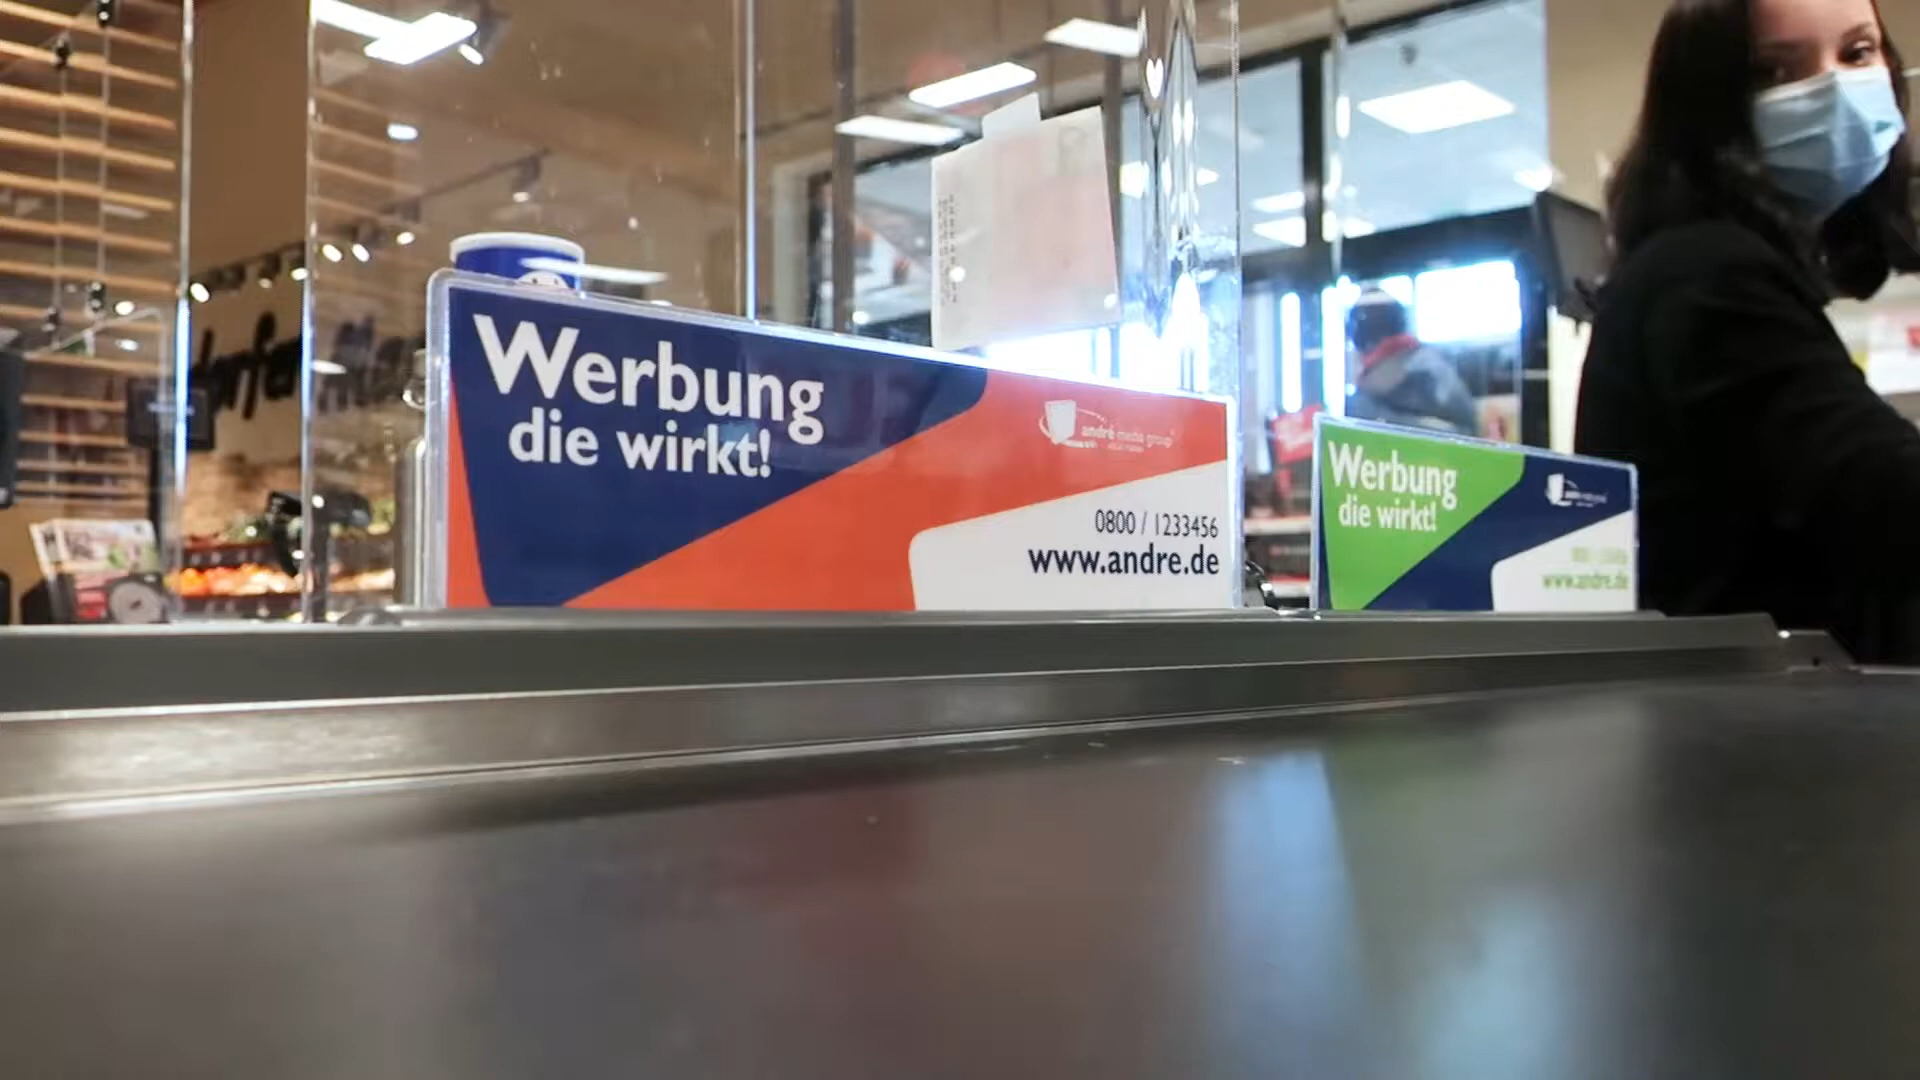 Werbung
die wirkt!
andré media group
0800 / 1233456
www.andre.de
Werbung
die wirkt!
www.andre.de